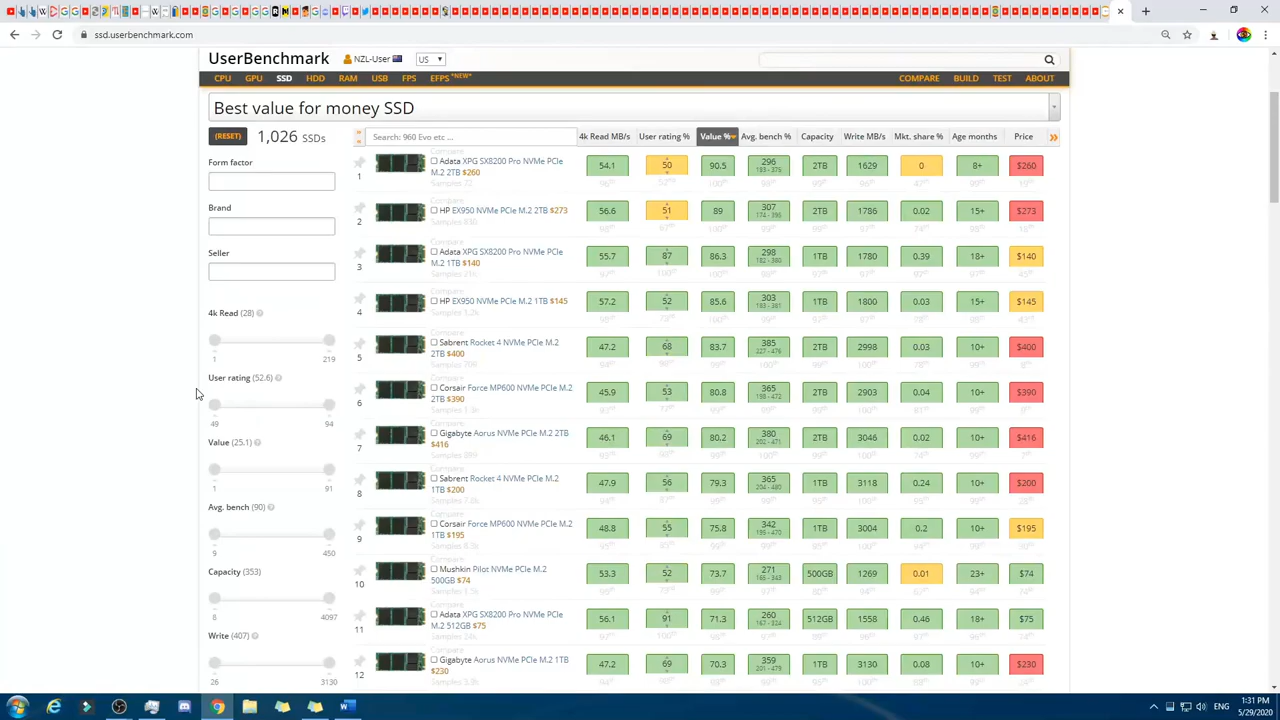 ssd.userbenchmark.com
UserBenchmark
NZL-User
US
CPU GPU SSD HDD RAM USB FPS EFPS *NEW*
COMPARE BUILD TEST ABOUT
Best value for money SSD
(RESET) 1,026 SSDs
Search: 960 Evo etc ...
4k Read MB/s User rating % Value % Avg. bench % Capacity Write MB/s Mkt. share % Age months Price
Form factor
Brand
Seller
4k Read (28)
1 219
User rating (52.6)
49 94
Value (25.1)
1 91
Avg. bench (90)
9 450
Capacity (353)
8 4097
Write (407)
26 3130
Compare
1 Adata XPG SX8200 Pro NVMe PCIe
M.2 2TB $260
54.1 50 90.5 296 8+ 2TB 1629 0 $260
Compare
2 HP EX950 NVMe PCIe M.2 2TB $273
56.6 51 89 307 2TB 1786 0.02 15+ $273
Compare
3 Adata XPG SX8200 Pro NVMe PCIe
M.2 1TB $140
55.7 87 86.3 298 1TB 1780 0.39 18+ $140
Compare
4 HP EX950 NVMe PCIe M.2 1TB $145
57.2 52 85.6 303 1TB 1800 0.03 15+ $145
Compare
5 Sabrent Rocket 4 NVMe PCIe M.2
2TB $400
47.2 68 83.7 385 2TB 2998 0.03 10+ $400
Compare
6 Corsair Force MP600 NVMe PCIe M.2
2TB $390
45.9 53 80.8 365 2TB 2903 0.04 10+ $390
Compare
7 Gigabyte Aorus NVMe PCIe M.2 2TB
$416
46.1 69 80.2 380 2TB 3046 0.02 10+ $416
Compare
8 Sabrent Rocket 4 NVMe PCIe M.2
1TB $200
47.9 56 79.3 365 1TB 3118 0.24 10+ $200
Compare
9 Corsair Force MP600 NVMe PCIe M.2
1TB $195
48.8 55 75.8 342 1TB 3004 0.2 10+ $195
Compare
10 Mushkin Pilot NVMe PCIe M.2
500GB $74
53.3 52 73.7 271 500GB 1269 0.01 23+ $74
Compare
11 Adata XPG SX8200 Pro NVMe PCIe
M.2 512GB $75
56.1 91 71.3 260 512GB 1558 0.46 18+ $75
Compare
12 Gigabyte Aorus NVMe PCIe M.2 1TB
$230
47.2 69 70.3 359 1TB 3130 0.08 10+ $230
ENG
1:31 PM
5/29/2020